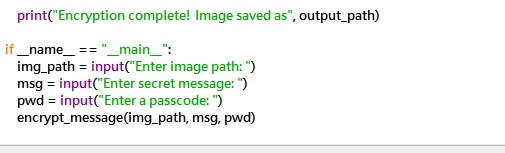 print("Encryption complete! Image saved as", output_path)
if __name__ == "__main__":
img_path = input("Enter image path: ")
msg = input("Enter secret message: ")
pwd = input("Enter a passcode: ")
encrypt_message(img_path, msg, pwd)